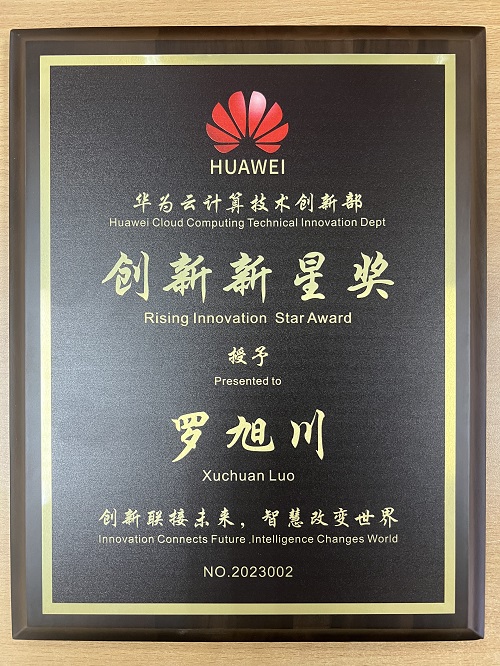 HUAWEI
华为云计算技术创新部
Huawei Cloud Computing Technical Innovation Dept
创新新星奖
Rising Innovation Star Award
授予
Presented to
罗旭川
Xuchuan Luo
创新联接未来，智慧改变世界
Innovation Connects Future ,Intelligence Changes World
NO.2023002